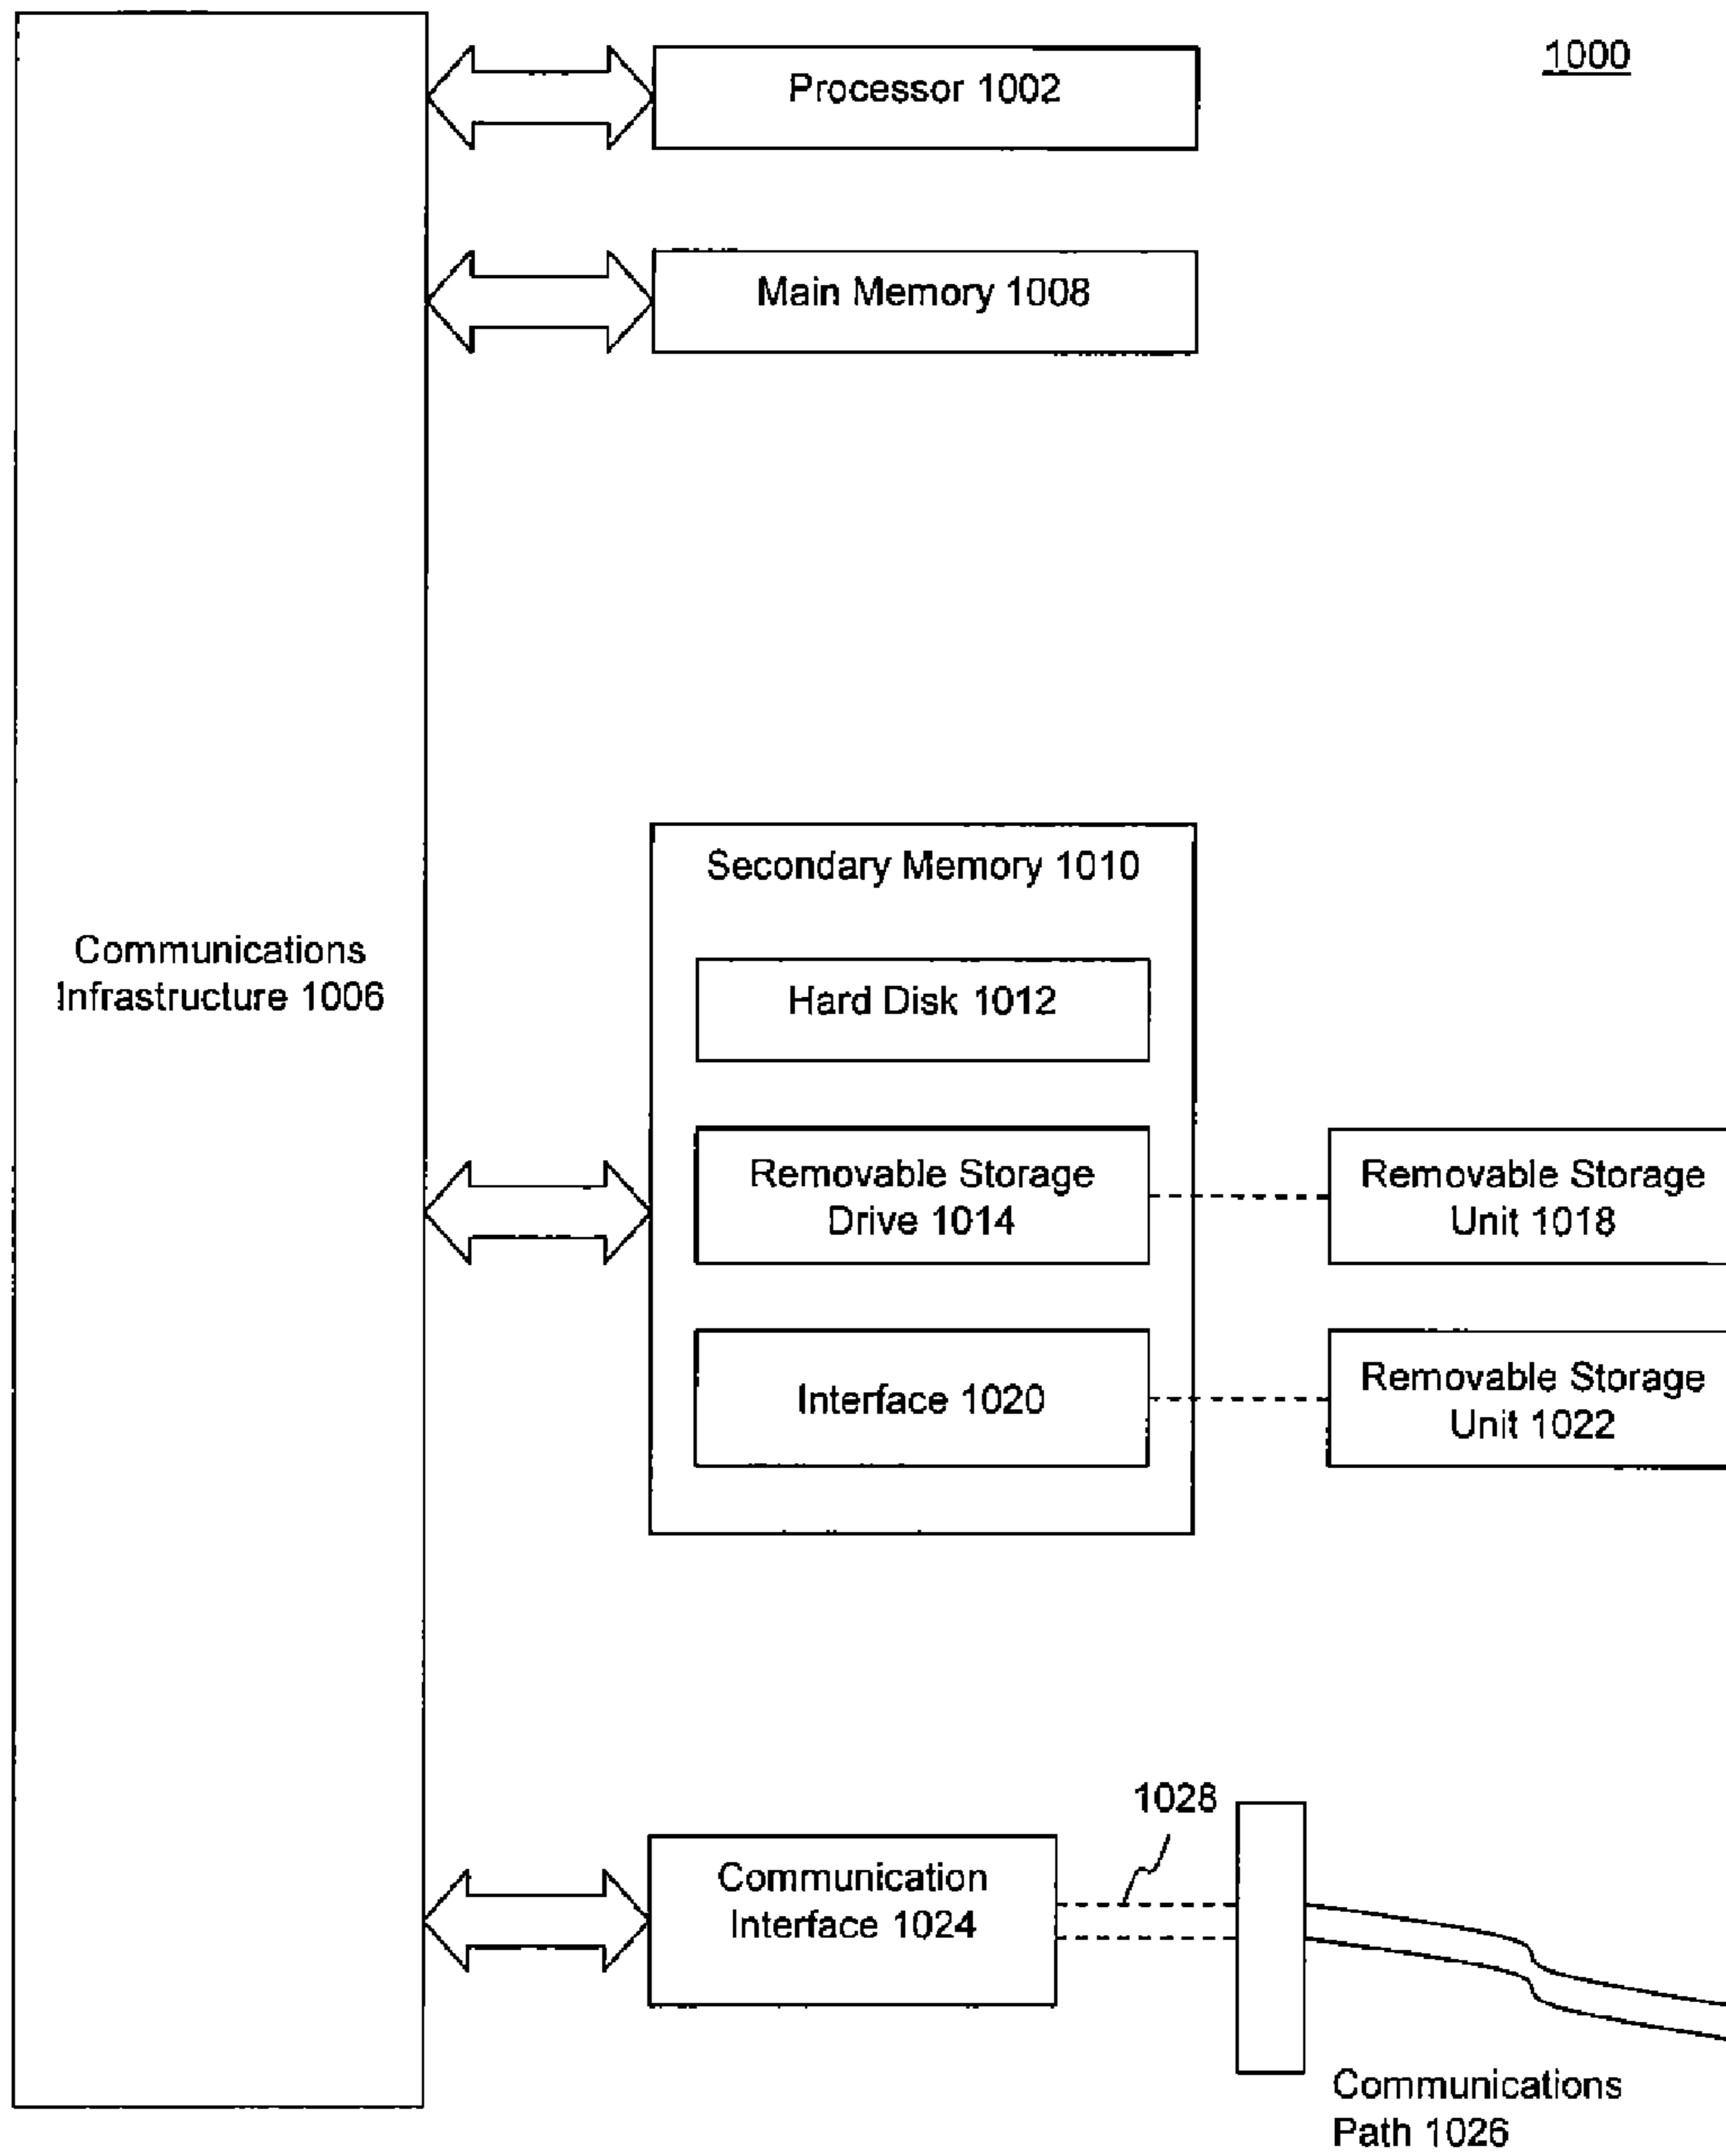 1000
Processor 1002
Main Memory 1008
Communications
Infrastructure 1006
Secondary Memory 1010
Hard Disk 1012
Removable Storage
Drive 1014
Removable Storage
Unit 1018
Interface 1020
Removable Storage
Unit 1022
1028
Communication
Interface 1024
Communications
Path 1026